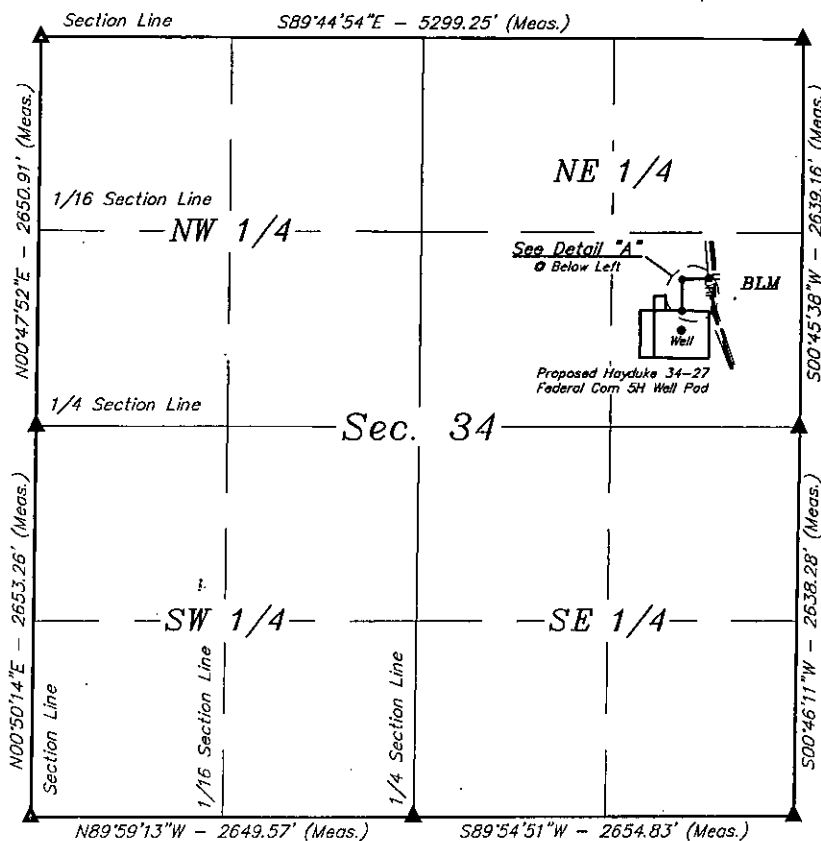 Section Line
S89°44'54"E - 5299.25' (Meas.)
N00°47'52"E - 2650.91' (Meas.)
S00°45'38"W - 2639.16' (Meas.)
NE 1/4
1/16 Section Line
NW 1/4
See Detail "A"
@ Below Left
BLM
Well
Proposed Hayduke 34-27
Federal Com 5H Well Pad
1/4 Section Line
Sec. 34
N00°50'14"E - 2653.26' (Meas.)
S00°46'11"W - 2638.28' (Meas.)
SW 1/4
SE 1/4
Section Line
1/16 Section Line
1/4 Section Line
N89°59'13"W - 2649.57' (Meas.)
S89°54'51"W - 2654.83' (Meas.)